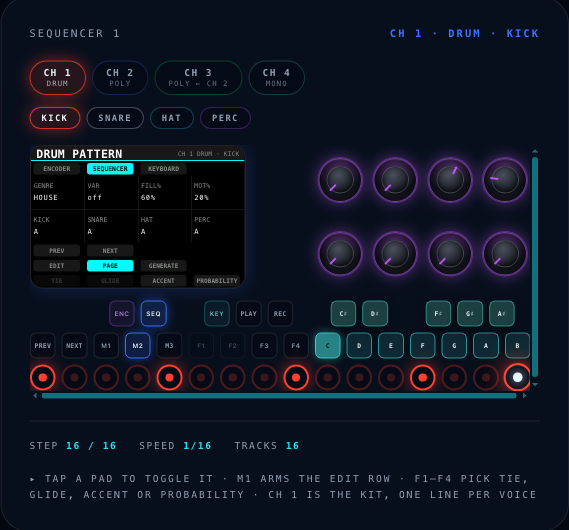 SEQUENCER 1
CH 1 · DRUM · KICK
CH 1 CH 2 CH 3 CH 4
DRUM POLY POLY ← CH 2 MONO
KICK SNARE HAT PERC
DRUM PATTERN CH 1 DRUM · KICK
ENCODER SEQUENCER KEYBOARD
GENRE VAR FILL% MOT%
HOUSE off 60% 20%
KICK SNARE HAT PERC
A A A A
PREV NEXT
EDIT PAGE GENERATE
TIE GLIDE ACCENT PROBABILITY
ENC SEQ KEY PLAY REC C♯ D♯ F♯ G♯ A♯
PREV NEXT M1 M2 M3 F1 F2 F3 F4 C D E F G A B
STEP 16 / 16 SPEED 1/16 TRACKS 16
▸ TAP A PAD TO TOGGLE IT · M1 ARMS THE EDIT ROW · F1–F4 PICK TIE,
GLIDE, ACCENT OR PROBABILITY · CH 1 IS THE KIT, ONE LINE PER VOICE